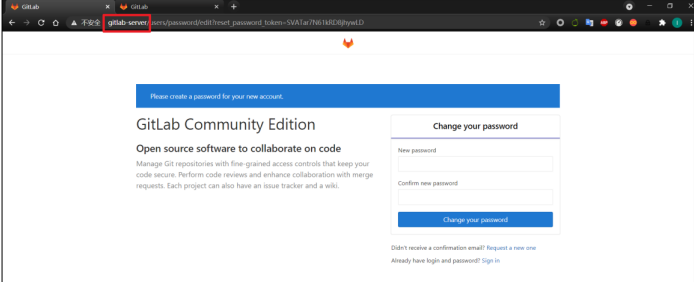 GitLab
GitLab
不安全 gitlab-server/users/password/edit?reset_password_token=SVATar7N61kRD8jhywLD
Please create a password for your new account.
GitLab Community Edition
Open source software to collaborate on code
Manage Git repositories with fine-grained access controls that keep your
code secure. Perform code reviews and enhance collaboration with merge
requests. Each project can also have an issue tracker and a wiki.
Change your password
New password
Confirm new password
Change your password
Didn't receive a confirmation email? Request a new one
Already have login and password? Sign in